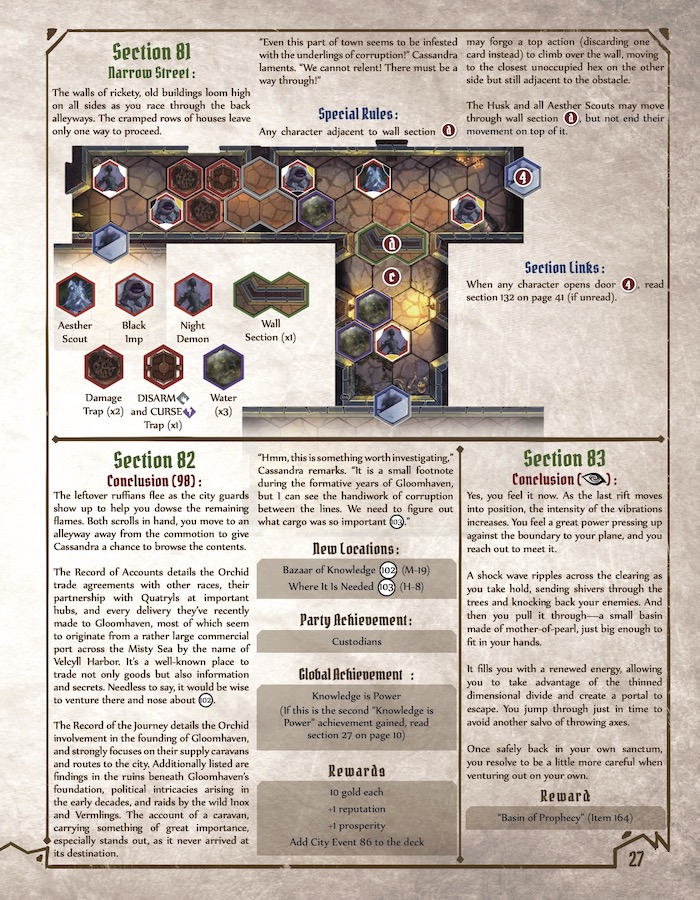 Section 81
Narrow Street:
The walls of rickety, old buildings loom high
on all sides as you race through the back
alleyways. The cramped rows of houses leave
only one way to proceed.
"Even this part of town seems to be infested
with the underlings of corruption!" Cassandra
laments. "We cannot relent! There must be a
way through!"
Special Rules:
Any character adjacent to wall section a
may forgo a top action (discarding one
card instead) to climb over the wall, moving
to the closest unoccupied hex on the other
side but still adjacent to the obstacle.
The Husk and all Aesther Scouts may move
through wall section a, but not end their
movement on top of it.
4
a
c
Section Links:
When any character opens door 4, read
section 132 on page 41 (if unread).
Aesther
Scout
Black
Imp
Night
Demon
Wall
Section (x1)
Damage
Trap (x2)
DISARM
and CURSE
Trap (x1)
Water
(x3)
Section 82
Conclusion (98):
The leftover ruffians flee as the city guards
show up to help you dowse the remaining
flames. Both scrolls in hand, you move to an
alleyway away from the commotion to give
Cassandra a chance to browse the contents.
The Record of Accounts details the Orchid
trade agreements with other races, their
partnership with Quatryls at important
hubs, and every delivery they've recently
made to Gloomhaven, most of which seem
to originate from a rather large commercial
port across the Misty Sea by the name of
Velcyll Harbor. It's a well-known place to
trade not only goods but also information
and secrets. Needless to say, it would be wise
to venture there and nose about 102.
The Record of the Journey details the Orchid
involvement in the founding of Gloomhaven,
and strongly focuses on their supply caravans
and routes to the city. Additionally listed are
findings in the ruins beneath Gloomhaven's
foundation, political intricacies arising in
the early decades, and raids by the wild Inox
and Vermlings. The account of a caravan,
carrying something of great importance,
especially stands out, as it never arrived at
its destination.
"Hmm, this is something worth investigating,"
Cassandra remarks. "It is a small footnote
during the formative years of Gloomhaven,
but I can see the handiwork of corruption
between the lines. We need to figure out
what cargo was so important 103."
New Locations:
Bazaar of Knowledge 102 (M-19)
Where It Is Needed 103 (H-8)
Party Achievement:
Custodians
Global Achievement :
Knowledge is Power
(If this is the second "Knowledge is
Power" achievement gained, read
section 27 on page 10)
Rewards
10 gold each
+1 reputation
+1 prosperity
Add City Event 86 to the deck
Section 83
Conclusion ( ):
Yes, you feel it now. As the last rift moves
into position, the intensity of the vibrations
increases. You feel a great power pressing up
against the boundary to your plane, and you
reach out to meet it.
A shock wave ripples across the clearing as
you take hold, sending shivers through the
trees and knocking back your enemies. And
then you pull it through—a small basin
made of mother-of-pearl, just big enough to
fit in your hands.
It fills you with a renewed energy, allowing
you to take advantage of the thinned
dimensional divide and create a portal to
escape. You jump through just in time to
avoid another salvo of throwing axes.
Once safely back in your own sanctum,
you resolve to be a little more careful when
venturing out on your own.
Reward
"Basin of Prophecy" (Item 164)
27